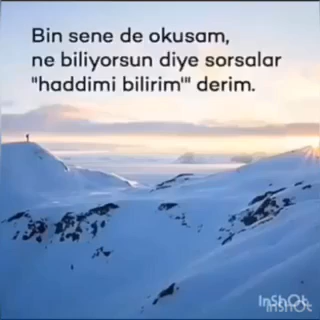 Bin sene de okusam,
ne biliyorsun diye sorsalar
"haddimi bilirim'" derim.
InShOt